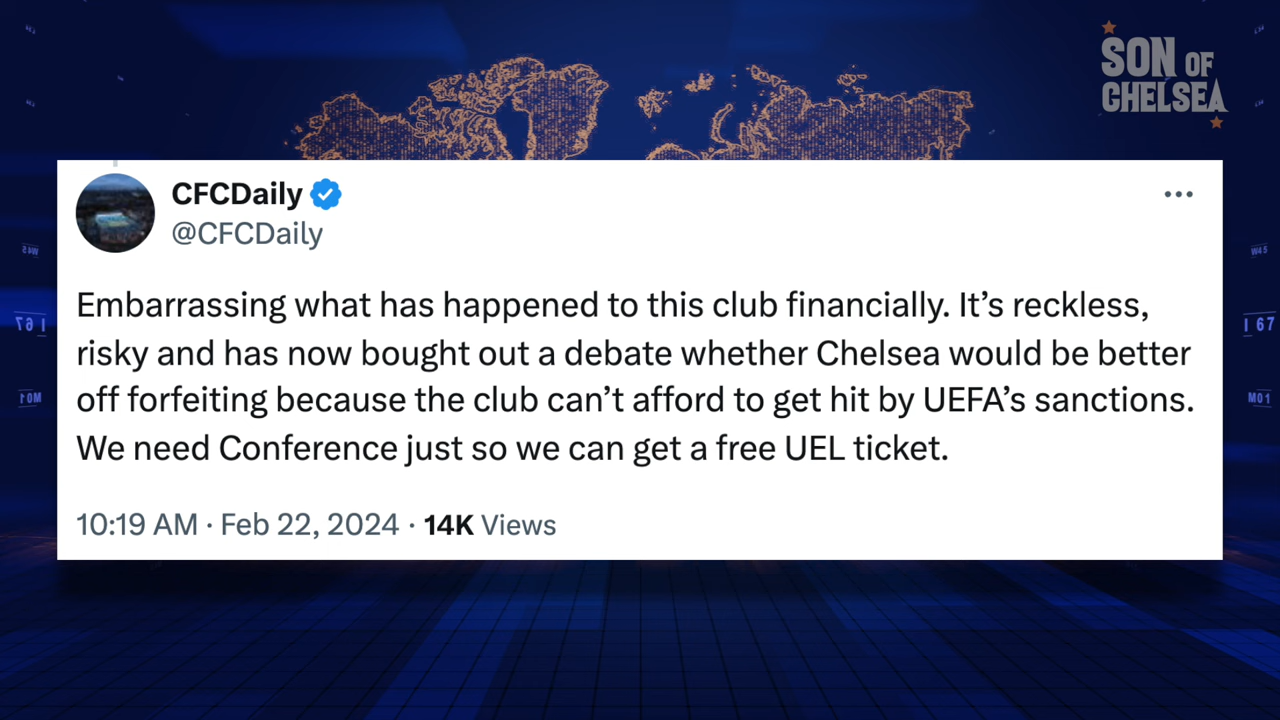 SON OF
CHELSEA
CFCDaily
@CFCDaily
Embarrassing what has happened to this club financially. It’s reckless,
risky and has now bought out a debate whether Chelsea would be better
off forfeiting because the club can’t afford to get hit by UEFA’s sanctions.
We need Conference just so we can get a free UEL ticket.
10:19 AM · Feb 22, 2024 · 14K Views
W45
I 67
M01